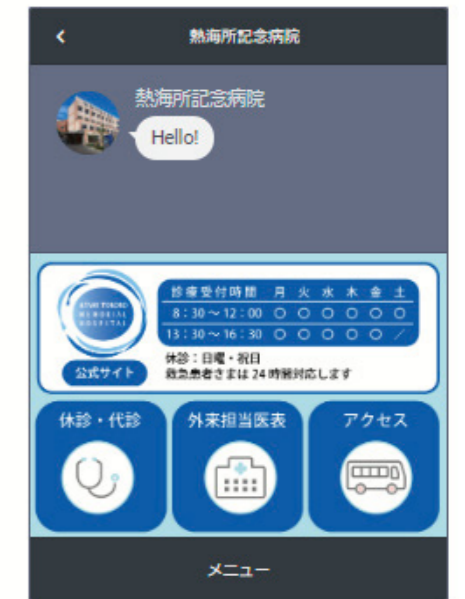 熱海所記念病院
熱海所記念病院
Hello!
ATAMI TOKORO
MEMORIAL
HOSPITAL
公式サイト
診療受付時間 月 火 水 木 金 土
8:30～12:00 〇 〇 〇 〇 〇 〇
13:30～16:30 〇 〇 〇 〇 〇 ／
休診：日曜・祝日
救急患者さまは24時間対応します
休診・代診
外来担当医表
アクセス
メニュー